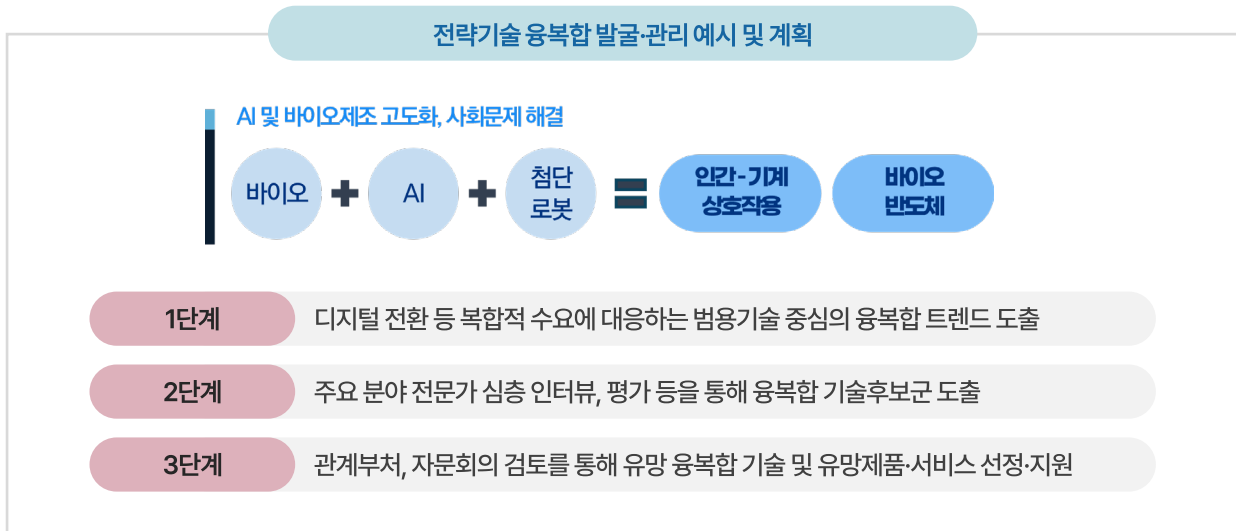 전략기술 융복합 발굴·관리 예시 및 계획
AI 및 바이오제조 고도화, 사회문제 해결
바이오 + AI + 첨단 로봇 = 인간-기계 상호작용 바이오 반도체
1단계 디지털 전환 등 복합적 수요에 대응하는 범용기술 중심의 융복합 트렌드 도출
2단계 주요 분야 전문가 심층 인터뷰, 평가 등을 통해 융복합 기술후보군 도출
3단계 관계부처, 자문회의 검토를 통해 유망 융복합 기술 및 유망제품·서비스 선정·지원